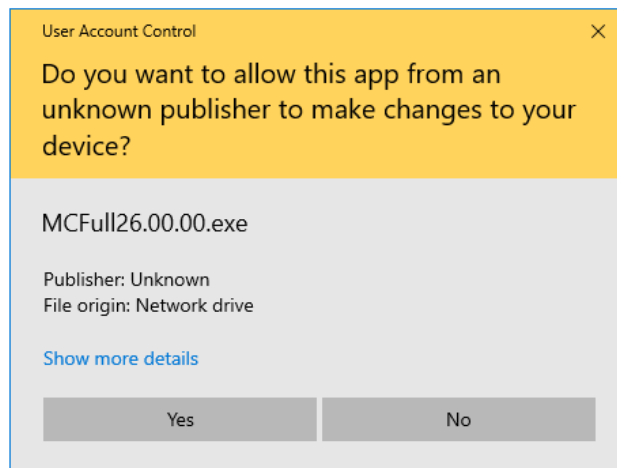 User Account Control
Do you want to allow this app from an
unknown publisher to make changes to your
device?
MCFull26.00.00.exe
Publisher: Unknown
File origin: Network drive
Show more details
Yes
No